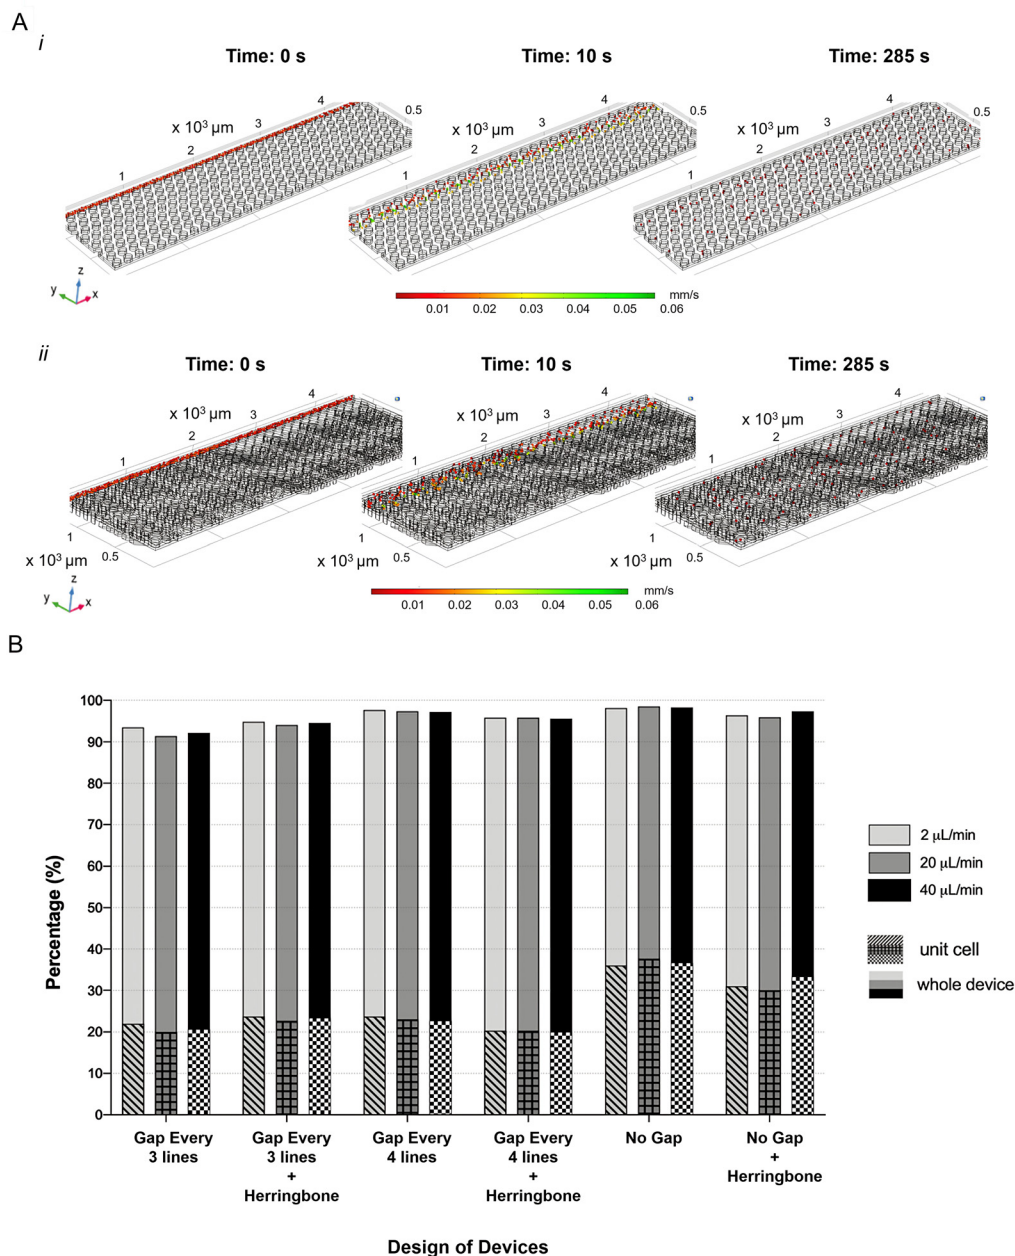 A
i
Time: 0 s
Time: 10 s
Time: 285 s
x 10³ µm
1
2
3
4
0.5
x 10³ µm
1
2
3
4
0.5
x 10³ µm
1
2
3
4
0.5
z
y
x
mm/s
0.01 0.02 0.03 0.04 0.05 0.06
ii
Time: 0 s
Time: 10 s
Time: 285 s
x 10³ µm
1
2
3
4
1
0.5
x 10³ µm
x 10³ µm
1
2
3
4
1
0.5
x 10³ µm
x 10³ µm
1
2
3
4
1
0.5
x 10³ µm
z
y
x
mm/s
0.01 0.02 0.03 0.04 0.05 0.06
B
Percentage (%)
100
90
80
70
60
50
40
30
20
10
0
Gap Every
3 lines
Gap Every
3 lines
+
Herringbone
Gap Every
4 lines
Gap Every
4 lines
+
Herringbone
No Gap
No Gap
+
Herringbone
Design of Devices
2 µL/min
20 µL/min
40 µL/min
unit cell
whole device